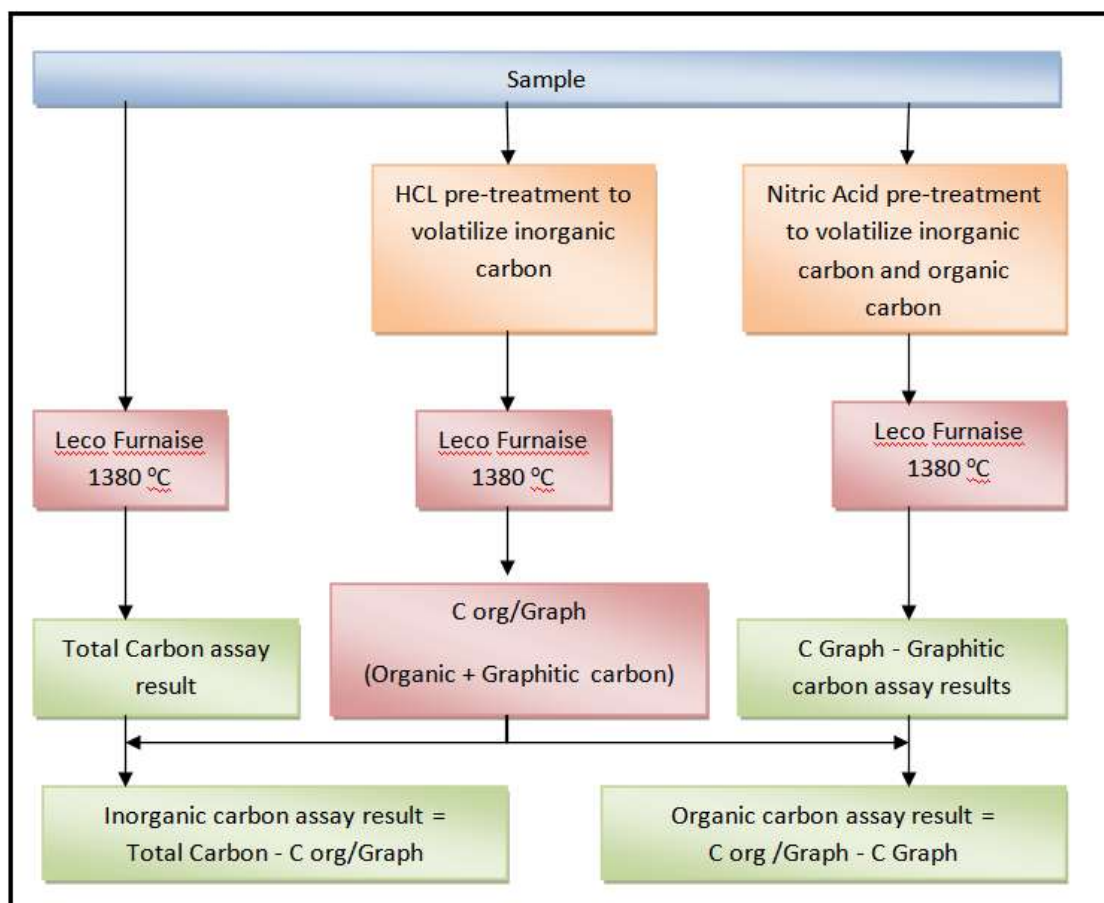 Sample
HCL pre-treatment to
volatilize inorganic
carbon
Nitric Acid pre-treatment
to volatilize inorganic
carbon and organic
carbon
Leco Furnaise
1380 ⁰C
Leco Furnaise
1380 ⁰C
Leco Furnaise
1380 ⁰C
Total Carbon assay
result
C org/Graph
(Organic + Graphitic carbon)
C Graph - Graphitic
carbon assay results
Inorganic carbon assay result =
Total Carbon - C org/Graph
Organic carbon assay result =
C org /Graph - C Graph